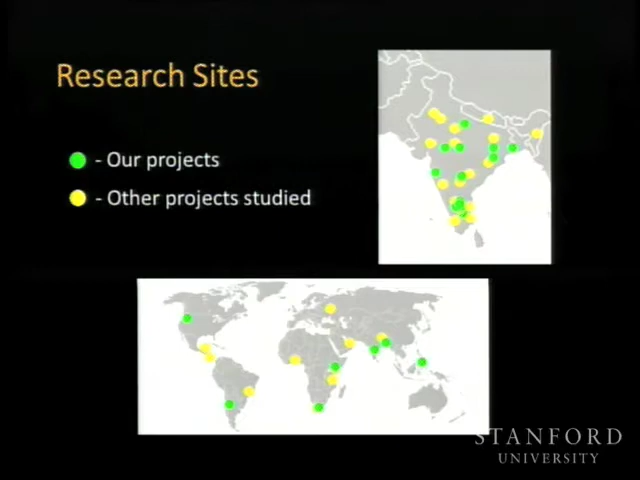 Research Sites
- Our projects
- Other projects studied
STANFORD
UNIVERSITY